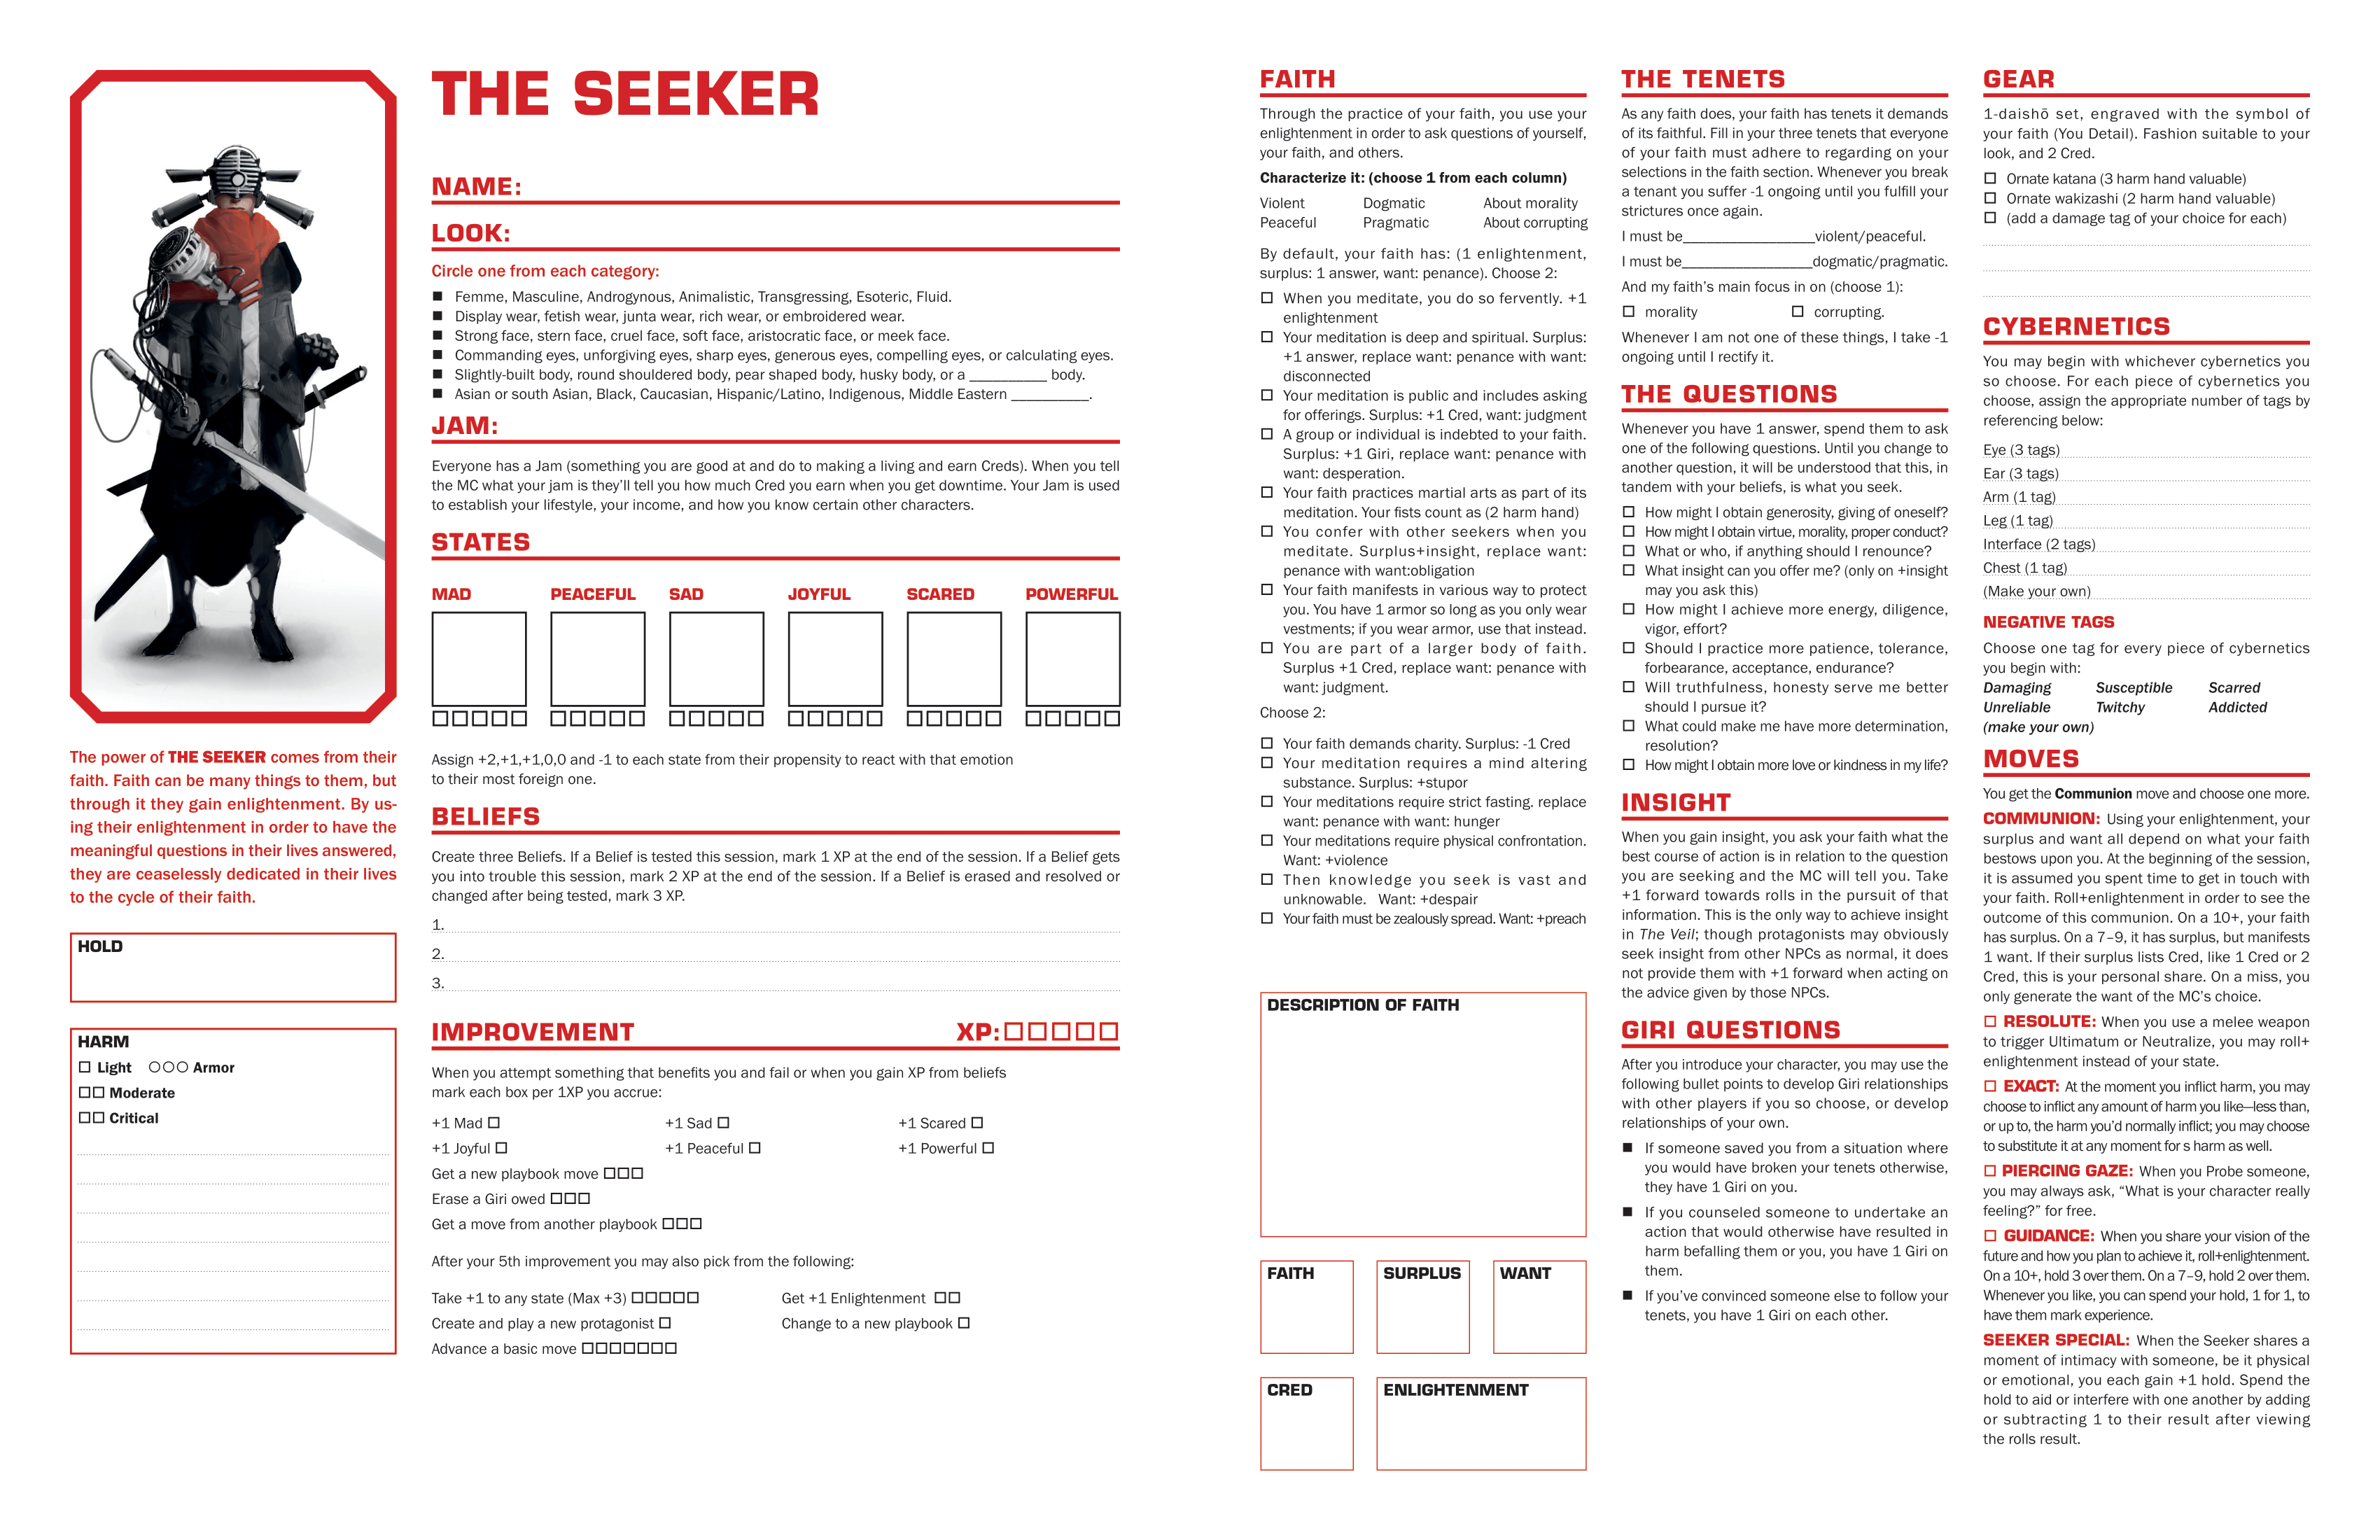 THE SEEKER
The power of THE SEEKER comes from their
faith. Faith can be many things to them, but
through it they gain enlightenment. By us-
ing their enlightenment in order to have the
meaningful questions in their lives answered,
they are ceaselessly dedicated in their lives
to the cycle of their faith.
HOLD
HARM
Light Armor
Moderate
Critical
NAME:
LOOK:
Circle one from each category:
Femme, Masculine, Androgynous, Animalistic, Transgressing, Esoteric, Fluid.
Display wear, fetish wear, junta wear, rich wear, or embroidered wear.
Strong face, stern face, cruel face, soft face, aristocratic face, or meek face.
Commanding eyes, unforgiving eyes, sharp eyes, generous eyes, compelling eyes, or calculating eyes.
Slightly-built body, round shouldered body, pear shaped body, husky body, or a __________ body.
Asian or south Asian, Black, Caucasian, Hispanic/Latino, Indigenous, Middle Eastern __________.
JAM:
Everyone has a Jam (something you are good at and do to making a living and earn Creds). When you tell
the MC what your jam is they'll tell you how much Cred you earn when you get downtime. Your Jam is used
to establish your lifestyle, your income, and how you know certain other characters.
STATES
MAD PEACEFUL SAD JOYFUL SCARED POWERFUL
Assign +2,+1,+1,0,0 and -1 to each state from their propensity to react with that emotion
to their most foreign one.
BELIEFS
Create three Beliefs. If a Belief is tested this session, mark 1 XP at the end of the session. If a Belief gets
you into trouble this session, mark 2 XP at the end of the session. If a Belief is erased and resolved or
changed after being tested, mark 3 XP.
1.
2.
3.
IMPROVEMENT XP:
When you attempt something that benefits you and fail or when you gain XP from beliefs
mark each box per 1XP you accrue:
+1 Mad +1 Sad +1 Scared
+1 Joyful +1 Peaceful +1 Powerful
Get a new playbook move
Erase a Giri owed
Get a move from another playbook
After your 5th improvement you may also pick from the following:
Take +1 to any state (Max +3) Get +1 Enlightenment
Create and play a new protagonist Change to a new playbook
Advance a basic move
FAITH
Through the practice of your faith, you use your
enlightenment in order to ask questions of yourself,
your faith, and others.
Characterize it: (choose 1 from each column)
Violent Dogmatic About morality
Peaceful Pragmatic About corrupting
By default, your faith has: (1 enlightenment,
surplus: 1 answer, want: penance). Choose 2:
When you meditate, you do so fervently. +1
enlightenment
Your meditation is deep and spiritual. Surplus:
+1 answer, replace want: penance with want:
disconnected
Your meditation is public and includes asking
for offerings. Surplus: +1 Cred, want: judgment
A group or individual is indebted to your faith.
Surplus: +1 Giri, replace want: penance with
want: desperation.
Your faith practices martial arts as part of its
meditation. Your fists count as (2 harm hand)
You confer with other seekers when you
meditate. Surplus+insight, replace want:
penance with want:obligation
Your faith manifests in various way to protect
you. You have 1 armor so long as you only wear
vestments; if you wear armor, use that instead.
You are part of a larger body of faith.
Surplus +1 Cred, replace want: penance with
want: judgment.
Choose 2:
Your faith demands charity. Surplus: -1 Cred
Your meditation requires a mind altering
substance. Surplus: +stupor
Your meditations require strict fasting. replace
want: penance with want: hunger
Your meditations require physical confrontation.
Want: +violence
Then knowledge you seek is vast and
unknowable. Want: +despair
Your faith must be zealously spread. Want: +preach
DESCRIPTION OF FAITH
FAITH SURPLUS WANT
CRED ENLIGHTENMENT
THE TENETS
As any faith does, your faith has tenets it demands
of its faithful. Fill in your three tenets that everyone
of your faith must adhere to regarding on your
selections in the faith section. Whenever you break
a tenant you suffer -1 ongoing until you fulfill your
strictures once again.
I must be_________________violent/peaceful.
I must be_________________dogmatic/pragmatic.
And my faith's main focus in on (choose 1):
morality corrupting.
Whenever I am not one of these things, I take -1
ongoing until I rectify it.
THE QUESTIONS
Whenever you have 1 answer, spend them to ask
one of the following questions. Until you change to
another question, it will be understood that this, in
tandem with your beliefs, is what you seek.
How might I obtain generosity, giving of oneself?
How might I obtain virtue, morality, proper conduct?
What or who, if anything should I renounce?
What insight can you offer me? (only on +insight
may you ask this)
How might I achieve more energy, diligence,
vigor, effort?
Should I practice more patience, tolerance,
forbearance, acceptance, endurance?
Will truthfulness, honesty serve me better
should I pursue it?
What could make me have more determination,
resolution?
How might I obtain more love or kindness in my life?
INSIGHT
When you gain insight, you ask your faith what the
best course of action is in relation to the question
you are seeking and the MC will tell you. Take
+1 forward towards rolls in the pursuit of that
information. This is the only way to achieve insight
in The Veil; though protagonists may obviously
seek insight from other NPCs as normal, it does
not provide them with +1 forward when acting on
the advice given by those NPCs.
GIRI QUESTIONS
After you introduce your character, you may use the
following bullet points to develop Giri relationships
with other players if you so choose, or develop
relationships of your own.
If someone saved you from a situation where
you would have broken your tenets otherwise,
they have 1 Giri on you.
If you counseled someone to undertake an
action that would otherwise have resulted in
harm befalling them or you, you have 1 Giri on
them.
If you've convinced someone else to follow your
tenets, you have 1 Giri on each other.
GEAR
1-daishō set, engraved with the symbol of
your faith (You Detail). Fashion suitable to your
look, and 2 Cred.
Ornate katana (3 harm hand valuable)
Ornate wakizashi (2 harm hand valuable)
(add a damage tag of your choice for each)
CYBERNETICS
You may begin with whichever cybernetics you
so choose. For each piece of cybernetics you
choose, assign the appropriate number of tags by
referencing below:
Eye (3 tags)
Ear (3 tags)
Arm (1 tag)
Leg (1 tag)
Interface (2 tags)
Chest (1 tag)
(Make your own)
NEGATIVE TAGS
Choose one tag for every piece of cybernetics
you begin with:
Damaging Susceptible Scarred
Unreliable Twitchy Addicted
(make your own)
MOVES
You get the Communion move and choose one more.
COMMUNION: Using your enlightenment, your
surplus and want all depend on what your faith
bestows upon you. At the beginning of the session,
it is assumed you spent time to get in touch with
your faith. Roll+enlightenment in order to see the
outcome of this communion. On a 10+, your faith
has surplus. On a 7–9, it has surplus, but manifests
1 want. If their surplus lists Cred, like 1 Cred or 2
Cred, this is your personal share. On a miss, you
only generate the want of the MC's choice.
RESOLUTE: When you use a melee weapon
to trigger Ultimatum or Neutralize, you may roll+
enlightenment instead of your state.
EXACT: At the moment you inflict harm, you may
choose to inflict any amount of harm you like—less than,
or up to, the harm you'd normally inflict; you may choose
to substitute it at any moment for s harm as well.
PIERCING GAZE: When you Probe someone,
you may always ask, “What is your character really
feeling?” for free.
GUIDANCE: When you share your vision of the
future and how you plan to achieve it, roll+enlightenment.
On a 10+, hold 3 over them. On a 7–9, hold 2 over them.
Whenever you like, you can spend your hold, 1 for 1, to
have them mark experience.
SEEKER SPECIAL: When the Seeker shares a
moment of intimacy with someone, be it physical
or emotional, you each gain +1 hold. Spend the
hold to aid or interfere with one another by adding
or subtracting 1 to their result after viewing
the rolls result.